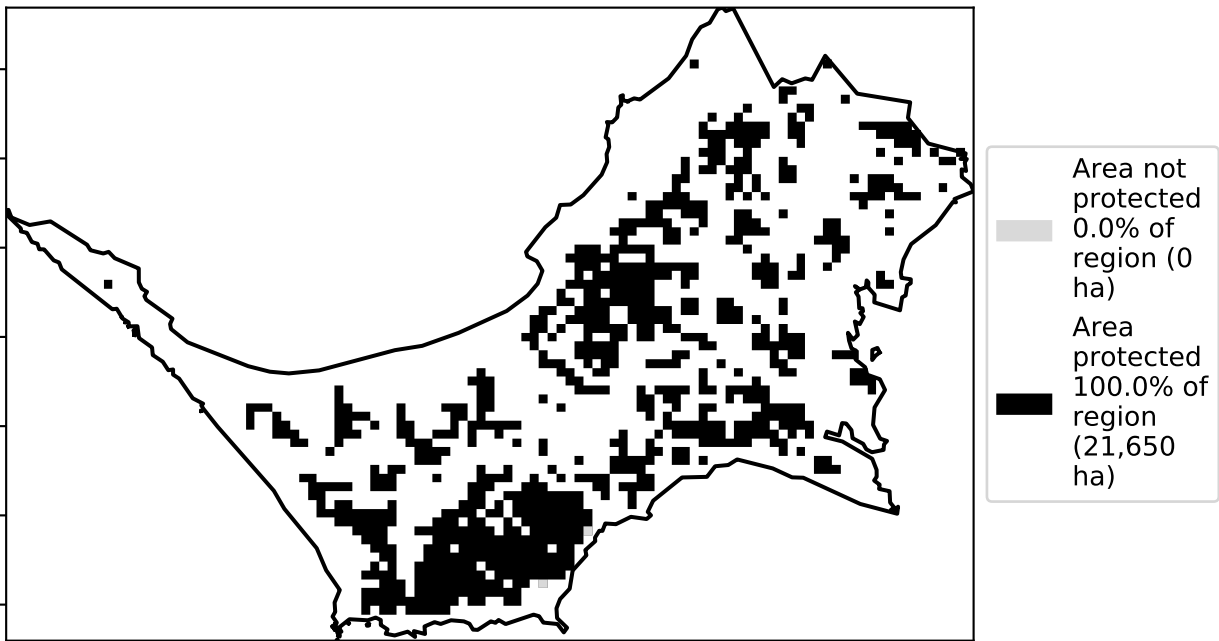 Area not
protected
0.0% of
region (0
ha)
Area
protected
100.0% of
region
(21,650
ha)